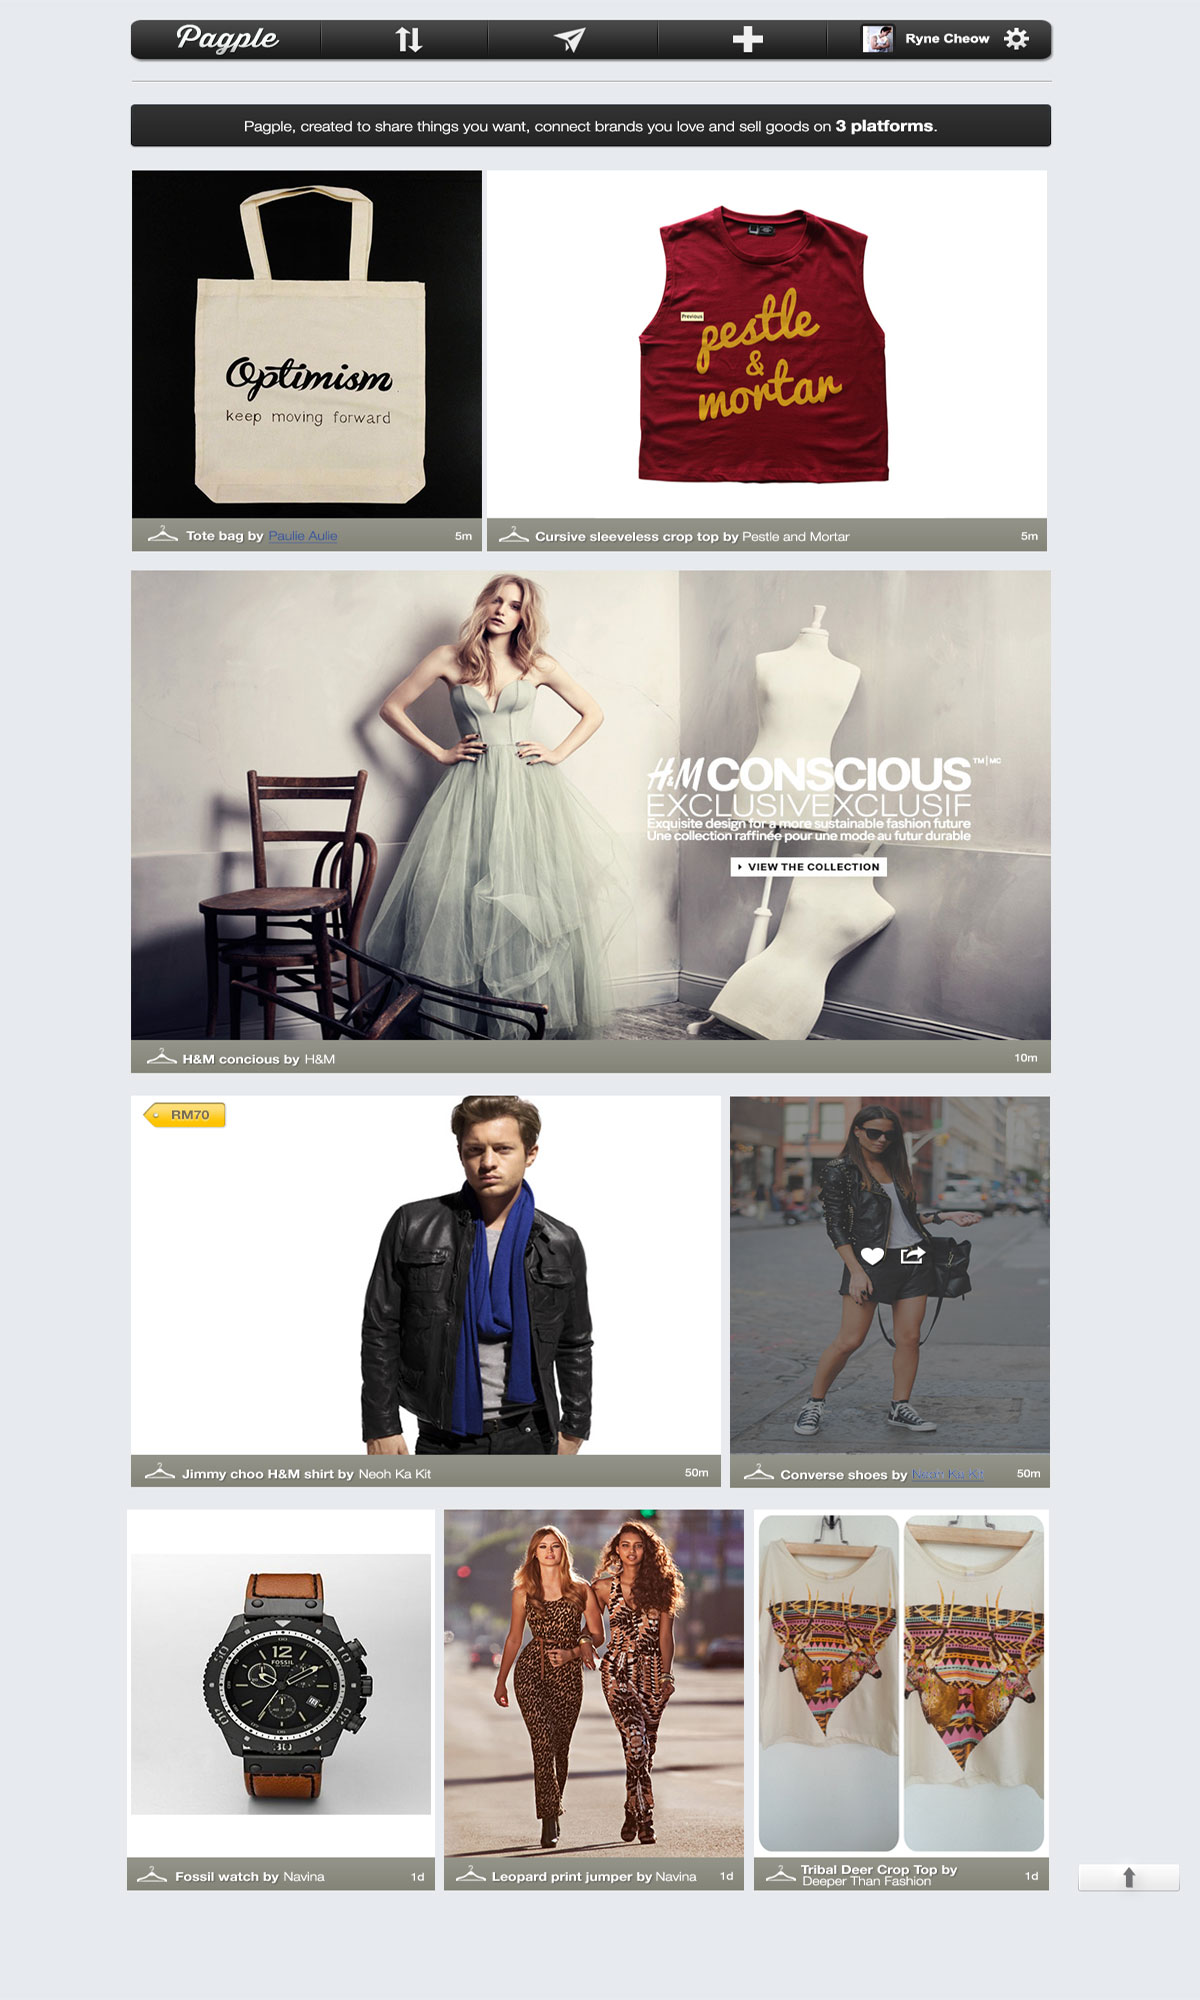 Pagple
Ryne Cheow
Pagple, created to share things you want, connect brands you love and sell goods on 3 platforms.
Optimism
keep moving forward
Previous
pestle
&
mortar
Tote bag by Paulie Aulie
5m
Cursive sleeveless crop top by Pestle and Mortar
5m
H&M CONSCIOUS TM|MC
EXCLUSIVEXCLUSIF
Exquisite design for a more sustainable fashion future
Une collection raffinée pour une mode au futur durable
VIEW THE COLLECTION
H&M concious by H&M
10m
RM70
Jimmy choo H&M shirt by Neoh Ka Kit
50m
Converse shoes by Neoh Ka Kit
50m
12
FOSSIL
Fossil watch by Navina
1d
Leopard print jumper by Navina
1d
Tribal Deer Crop Top by
Deeper Than Fashion
1d